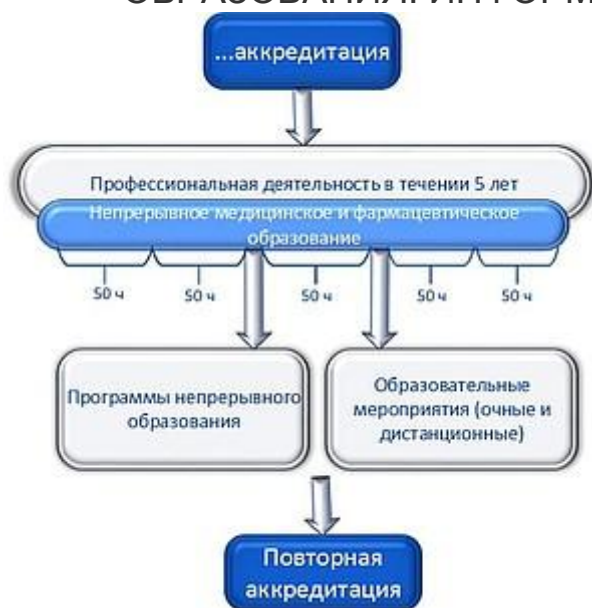 ...аккредитация
Профессиональная деятельность в течении 5 лет
Непрерывное медицинское и фармацевтическое
образование
50 ч
50 ч
50 ч
50 ч
50 ч
Программы непрерывного
образования
Образовательные
мероприятия (очные и
дистанционные)
Повторная
аккредитация